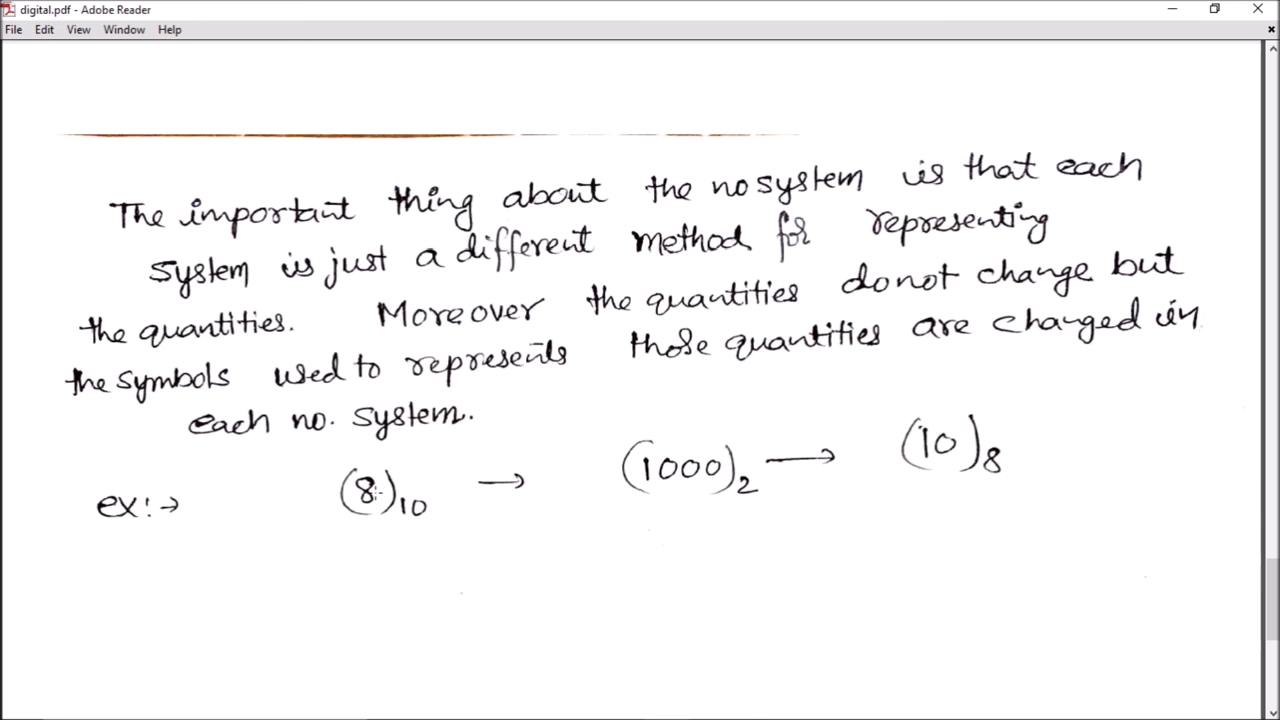 digital.pdf - Adobe Reader
File Edit View Window Help
The important thing about the no system is that each
system is just a different method for representing
the quantities. Moreover the quantities donot change but
the symbols used to represents those quantities are changed in
each no. system.
ex:→ (8)₁₀ → (1000)₂ → (10)₈